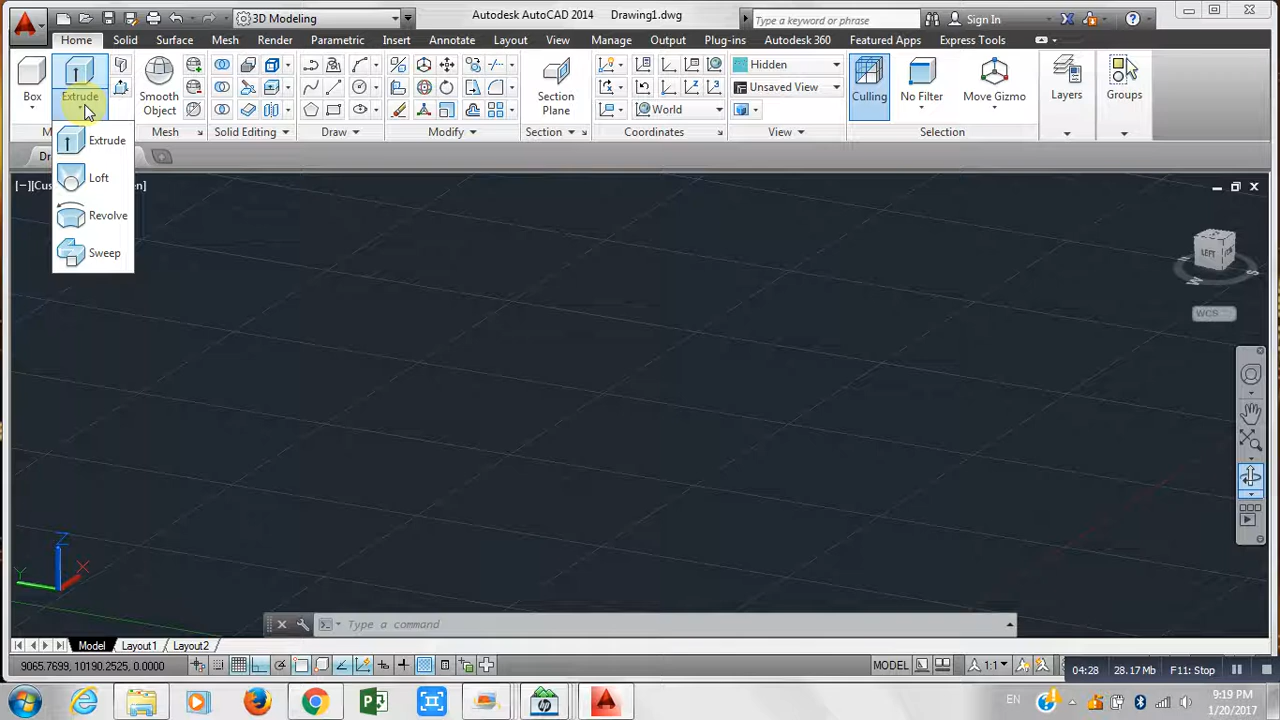 3D Modeling
Autodesk AutoCAD 2014 Drawing1.dwg
Type a keyword or phrase
Sign In
Home Solid Surface Mesh Render Parametric Insert Annotate Layout View Manage Output Plug-ins Autodesk 360 Featured Apps Express Tools
Box
Extrude
Smooth
Object
Section
Plane
Hidden
Unsaved View
World
Culling
No Filter
Move Gizmo
Layers
Groups
Mesh
Solid Editing
Draw
Modify
Section
Coordinates
View
Selection
Extrude
Loft
Revolve
Sweep
LEFT
N
S
WCS
Z
X
Y
Type a command
Model Layout1 Layout2
9065.7699, 10190.2525, 0.0000
MODEL
1:1
04:28 28.17 Mb F11: Stop
EN
9:19 PM
1/20/2017